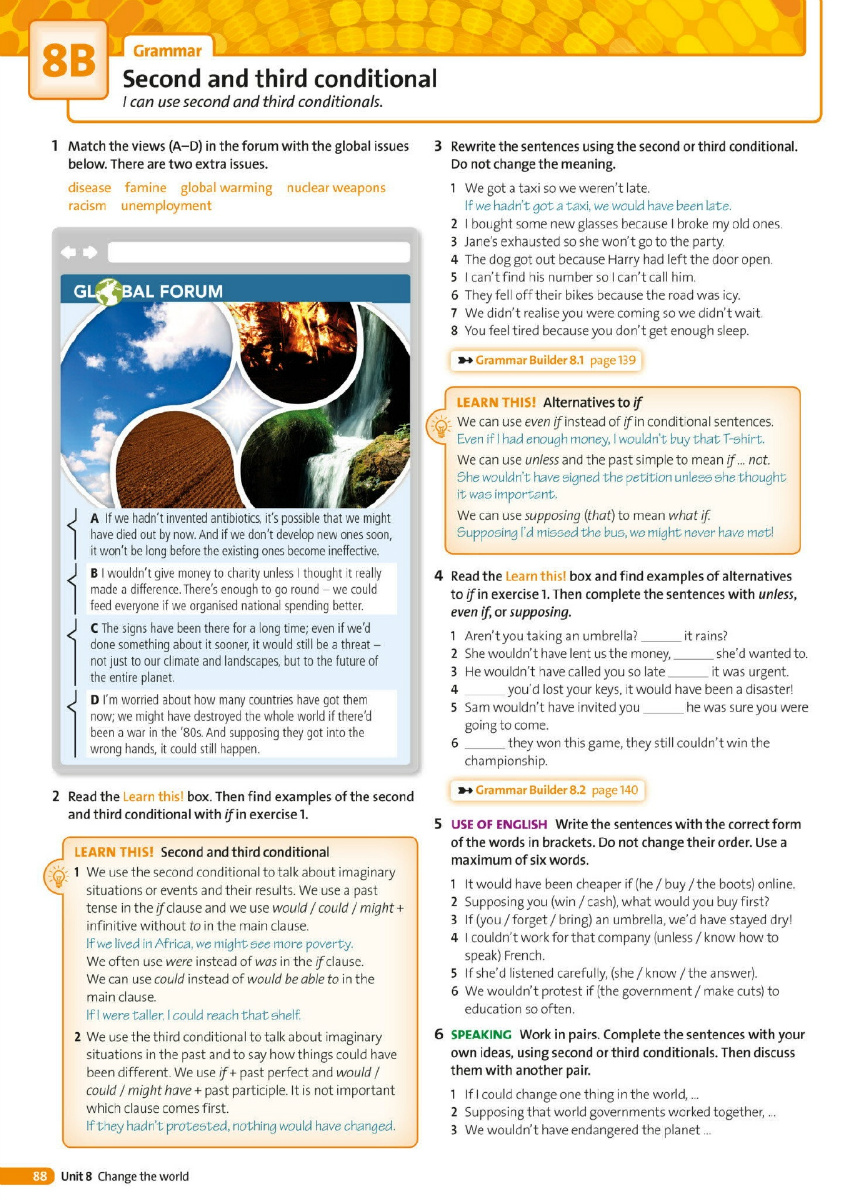 8B
Grammar
Second and third conditional
I can use second and third conditionals.
1 Match the views (A–D) in the forum with the global issues
below. There are two extra issues.
disease famine global warming nuclear weapons
racism unemployment
GLOBAL FORUM
A If we hadn't invented antibiotics, it's possible that we might
have died out by now. And if we don't develop new ones soon,
it won't be long before the existing ones become ineffective.
B I wouldn't give money to charity unless I thought it really
made a difference. There's enough to go round – we could
feed everyone if we organised national spending better.
C The signs have been there for a long time; even if we'd
done something about it sooner, it would still be a threat –
not just to our climate and landscapes, but to the future of
the entire planet.
D I'm worried about how many countries have got them
now; we might have destroyed the whole world if there'd
been a war in the '80s. And supposing they got into the
wrong hands, it could still happen.
2 Read the Learn this! box. Then find examples of the second
and third conditional with if in exercise 1.
LEARN THIS! Second and third conditional
1 We use the second conditional to talk about imaginary
situations or events and their results. We use a past
tense in the if clause and we use would / could / might +
infinitive without to in the main clause.
If we lived in Africa, we might see more poverty.
We often use were instead of was in the if clause.
We can use could instead of would be able to in the
main clause.
If I were taller, I could reach that shelf.
2 We use the third conditional to talk about imaginary
situations in the past and to say how things could have
been different. We use if + past perfect and would /
could / might have + past participle. It is not important
which clause comes first.
If they hadn't protested, nothing would have changed.
3 Rewrite the sentences using the second or third conditional.
Do not change the meaning.
1 We got a taxi so we weren't late.
If we hadn't got a taxi, we would have been late.
2 I bought some new glasses because I broke my old ones.
3 Jane's exhausted so she won't go to the party.
4 The dog got out because Harry had left the door open.
5 I can't find his number so I can't call him.
6 They fell off their bikes because the road was icy.
7 We didn't realise you were coming so we didn't wait.
8 You feel tired because you don't get enough sleep.
Grammar Builder 8.1 page 139
LEARN THIS! Alternatives to if
We can use even if instead of if in conditional sentences.
Even if I had enough money, I wouldn't buy that T-shirt.
We can use unless and the past simple to mean if ... not.
She wouldn't have signed the petition unless she thought
it was important.
We can use supposing (that) to mean what if.
Supposing I'd missed the bus, we might never have met!
4 Read the Learn this! box and find examples of alternatives
to if in exercise 1. Then complete the sentences with unless,
even if, or supposing.
1 Aren't you taking an umbrella? ______ it rains?
2 She wouldn't have lent us the money, ______ she'd wanted to.
3 He wouldn't have called you so late ______ it was urgent.
4 ______ you'd lost your keys, it would have been a disaster!
5 Sam wouldn't have invited you ______ he was sure you were
going to come.
6 ______ they won this game, they still couldn't win the
championship.
Grammar Builder 8.2 page 140
5 USE OF ENGLISH Write the sentences with the correct form
of the words in brackets. Do not change their order. Use a
maximum of six words.
1 It would have been cheaper if (he / buy / the boots) online.
2 Supposing you (win / cash), what would you buy first?
3 If (you / forget / bring) an umbrella, we'd have stayed dry!
4 I couldn't work for that company (unless / know how to
speak) French.
5 If she'd listened carefully, (she / know / the answer).
6 We wouldn't protest if (the government / make cuts) to
education so often.
6 SPEAKING Work in pairs. Complete the sentences with your
own ideas, using second or third conditionals. Then discuss
them with another pair.
1 If I could change one thing in the world, ...
2 Supposing that world governments worked together, ...
3 We wouldn't have endangered the planet ...
88 Unit 8 Change the world